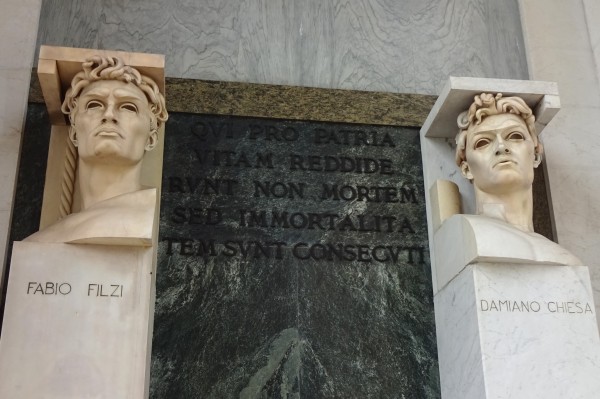 QVI PRO PATRIA
VITAM REDDIDE
RVNT NON MORTEM
SED IMMORTALITA
TEM SVNT CONSECVTI
FABIO FILZI
DAMIANO CHIESA